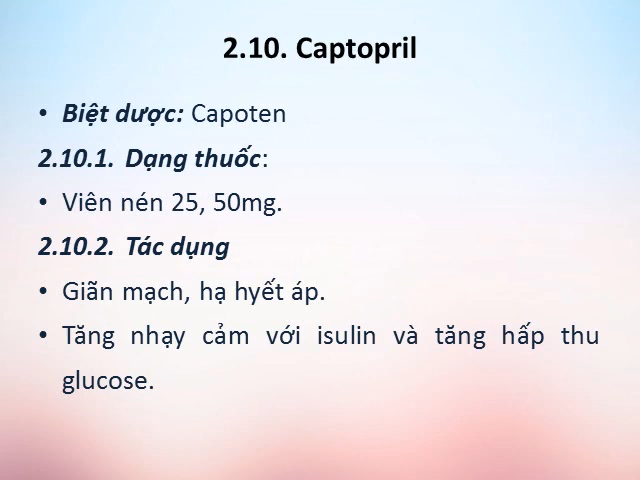 2.10. Captopril
• Biệt dược: Capoten
2.10.1. Dạng thuốc:
• Viên nén 25, 50mg.
2.10.2. Tác dụng
• Giãn mạch, hạ hyết áp.
• Tăng nhạy cảm với isulin và tăng hấp thu
glucose.